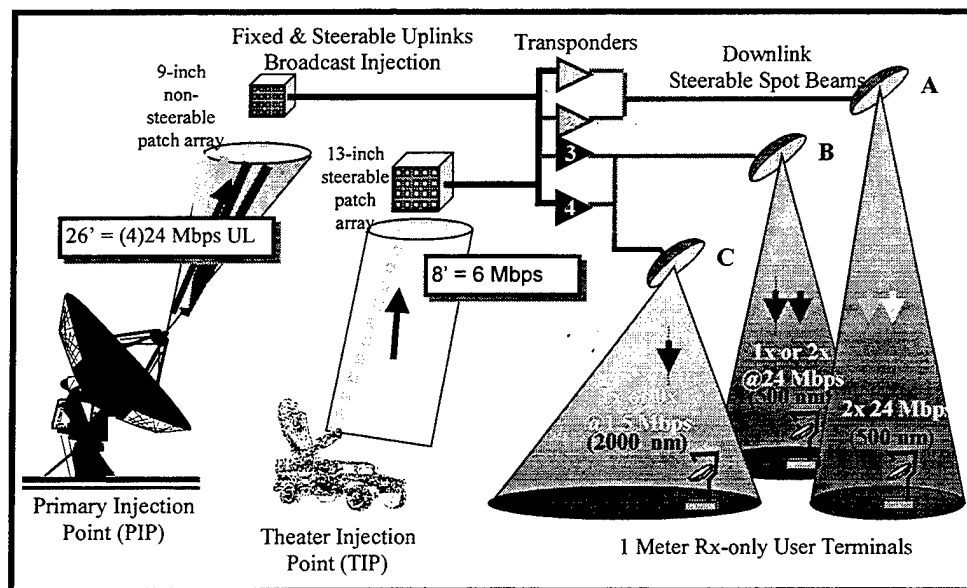 Fixed & Steerable Uplinks
Broadcast Injection
Transponders
Downlink
Steerable Spot Beams
A
9-inch
non-
steerable
patch array
13-inch
steerable
patch
array
3
4
B
C
26' = (4)24 Mbps UL
8' = 6 Mbps
1x or 2x
@24 Mbps
(500 nm)
2x 24 Mbps
(500 nm)
@1.5 Mbps
(2000 nm)
Primary Injection
Point (PIP)
Theater Injection
Point (TIP)
1 Meter Rx-only User Terminals